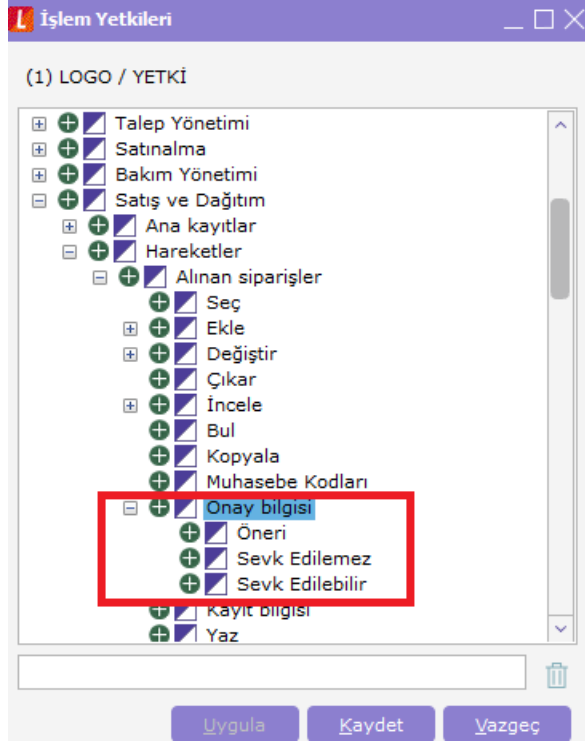 İşlem Yetkileri
(1) LOGO / YETKİ
Talep Yönetimi
Satınalma
Bakım Yönetimi
Satış ve Dağıtım
Ana kayıtlar
Hareketler
Alınan siparişler
Seç
Ekle
Değiştir
Çıkar
İncele
Bul
Kopyala
Muhasebe Kodları
Onay bilgisi
Öneri
Sevk Edilemez
Sevk Edilebilir
Kayıt bilgisi
Yaz
Uygula Kaydet Vazgeç